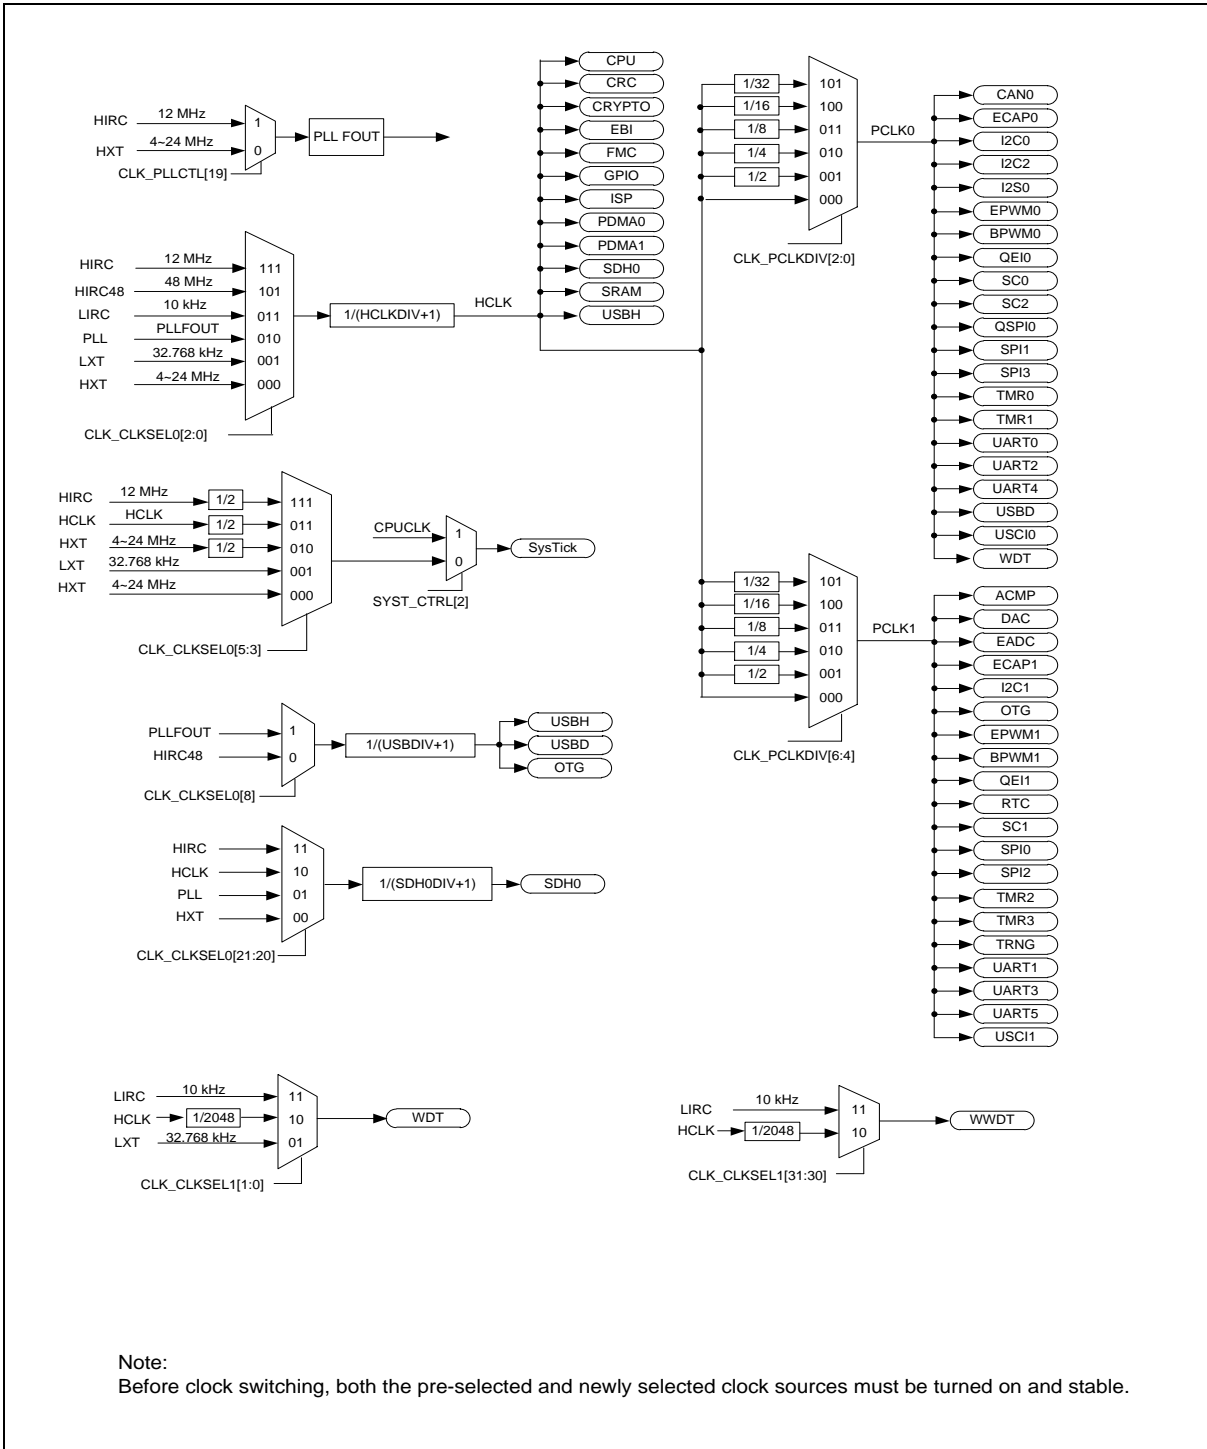 HIRC
12 MHz
HXT
4~24 MHz
1
0
CLK_PLLCTL[19]
PLL FOUT
HIRC
12 MHz
111
HIRC48
48 MHz
101
LIRC
10 kHz
011
PLL
PLLFOUT
010
LXT
32.768 kHz
001
HXT
4~24 MHz
000
CLK_CLKSEL0[2:0]
1/(HCLKDIV+1)
HCLK
CPU
CRC
CRYPTO
EBI
FMC
GPIO
ISP
PDMA0
PDMA1
SDH0
SRAM
USBH
1/32
101
1/16
100
1/8
011
1/4
010
1/2
001
000
CLK_PCLKDIV[2:0]
PCLK0
CAN0
ECAP0
I2C0
I2C2
I2S0
EPWM0
BPWM0
QEI0
SC0
SC2
QSPI0
SPI1
SPI3
TMR0
TMR1
UART0
UART2
UART4
USBD
USCI0
WDT
HIRC
12 MHz
1/2
111
HCLK
HCLK
1/2
011
HXT
4~24 MHz
1/2
010
LXT
32.768 kHz
001
HXT
4~24 MHz
000
CLK_CLKSEL0[5:3]
CPUCLK
1
0
SYST_CTRL[2]
SysTick
1/32
101
1/16
100
1/8
011
1/4
010
1/2
001
000
CLK_PCLKDIV[6:4]
PCLK1
ACMP
DAC
EADC
ECAP1
I2C1
OTG
EPWM1
BPWM1
QEI1
RTC
SC1
SPI0
SPI2
TMR2
TMR3
TRNG
UART1
UART3
UART5
USCI1
PLLFOUT
1
HIRC48
0
CLK_CLKSEL0[8]
1/(USBDIV+1)
USBH
USBD
OTG
HIRC
11
HCLK
10
PLL
01
HXT
00
CLK_CLKSEL0[21:20]
1/(SDH0DIV+1)
SDH0
LIRC
10 kHz
11
HCLK
1/2048
10
LXT
32.768 kHz
01
CLK_CLKSEL1[1:0]
WDT
LIRC
10 kHz
11
HCLK
1/2048
10
CLK_CLKSEL1[31:30]
WWDT
Note:
Before clock switching, both the pre-selected and newly selected clock sources must be turned on and stable.